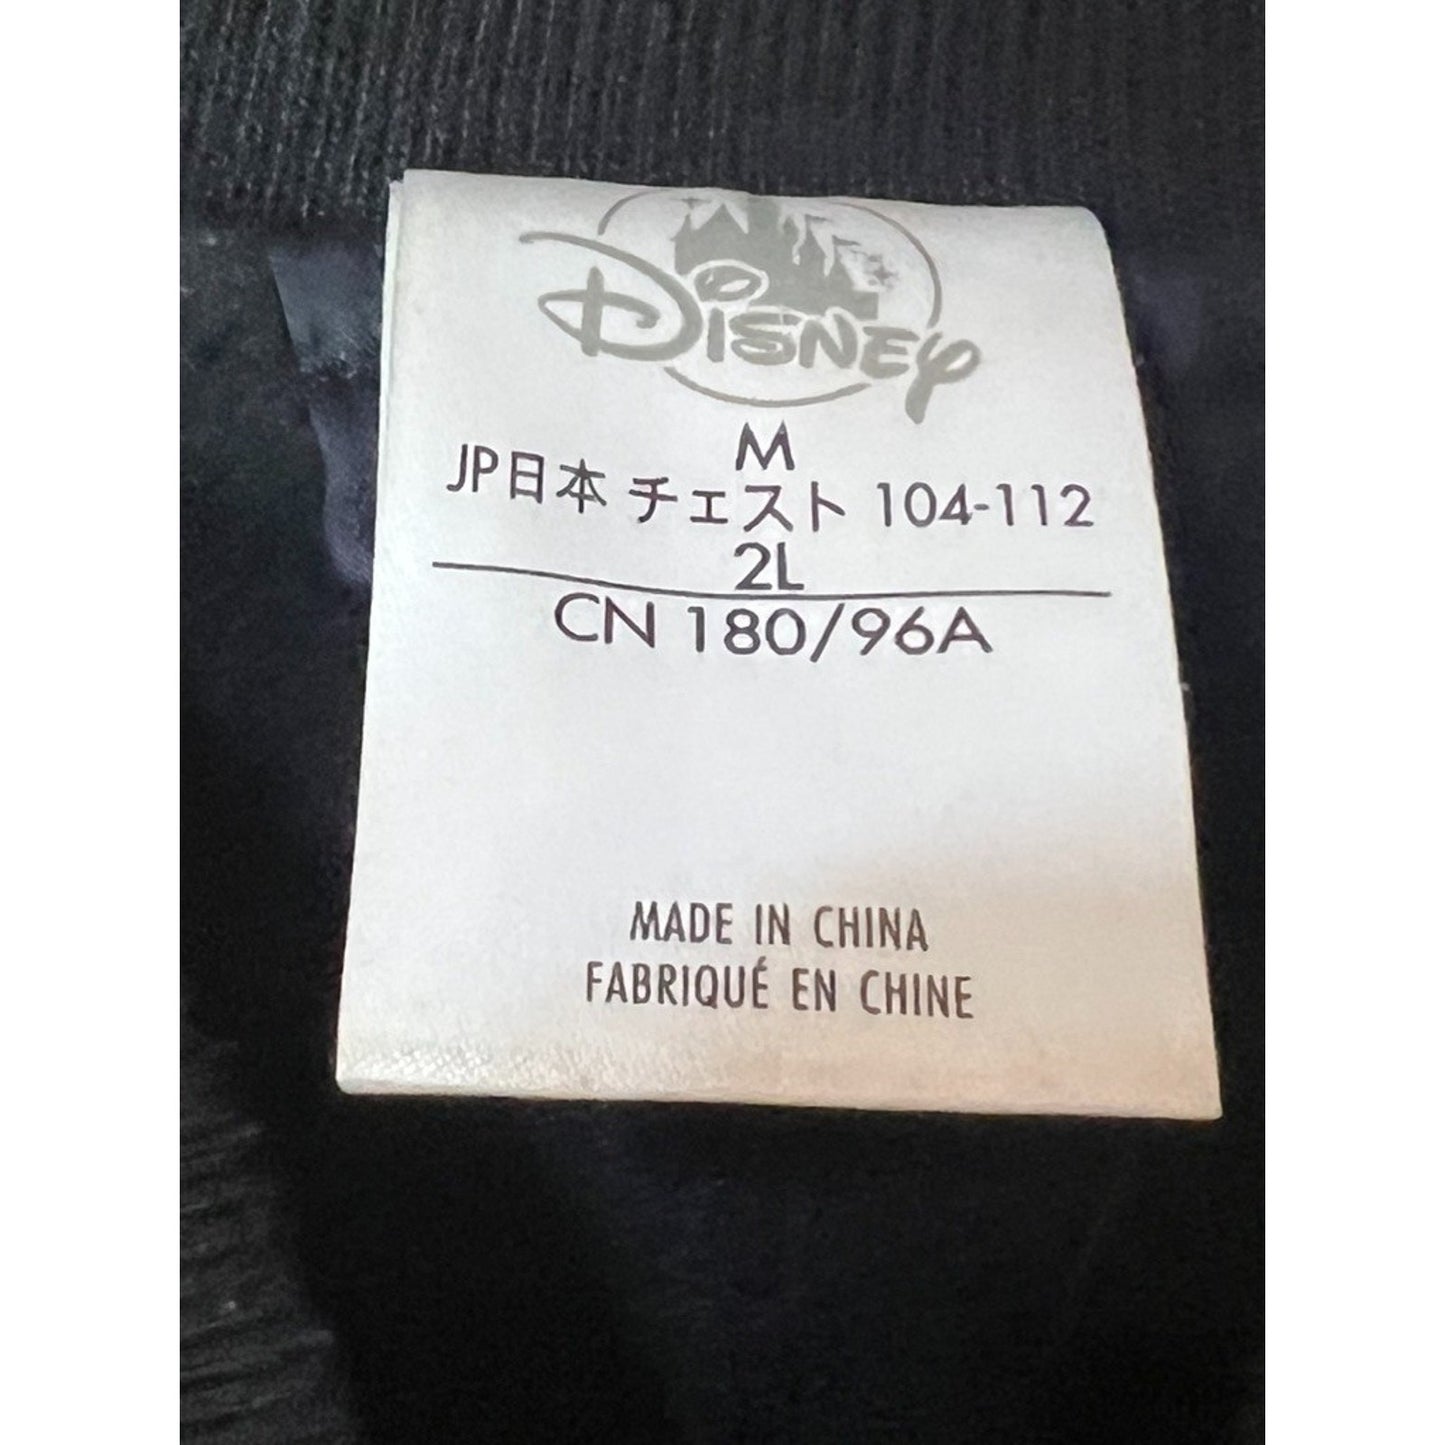 Disney
M
JP日本 チェスト 104-112
2L
CN 180/96A
MADE IN CHINA
FABRIQUÉ EN CHINE